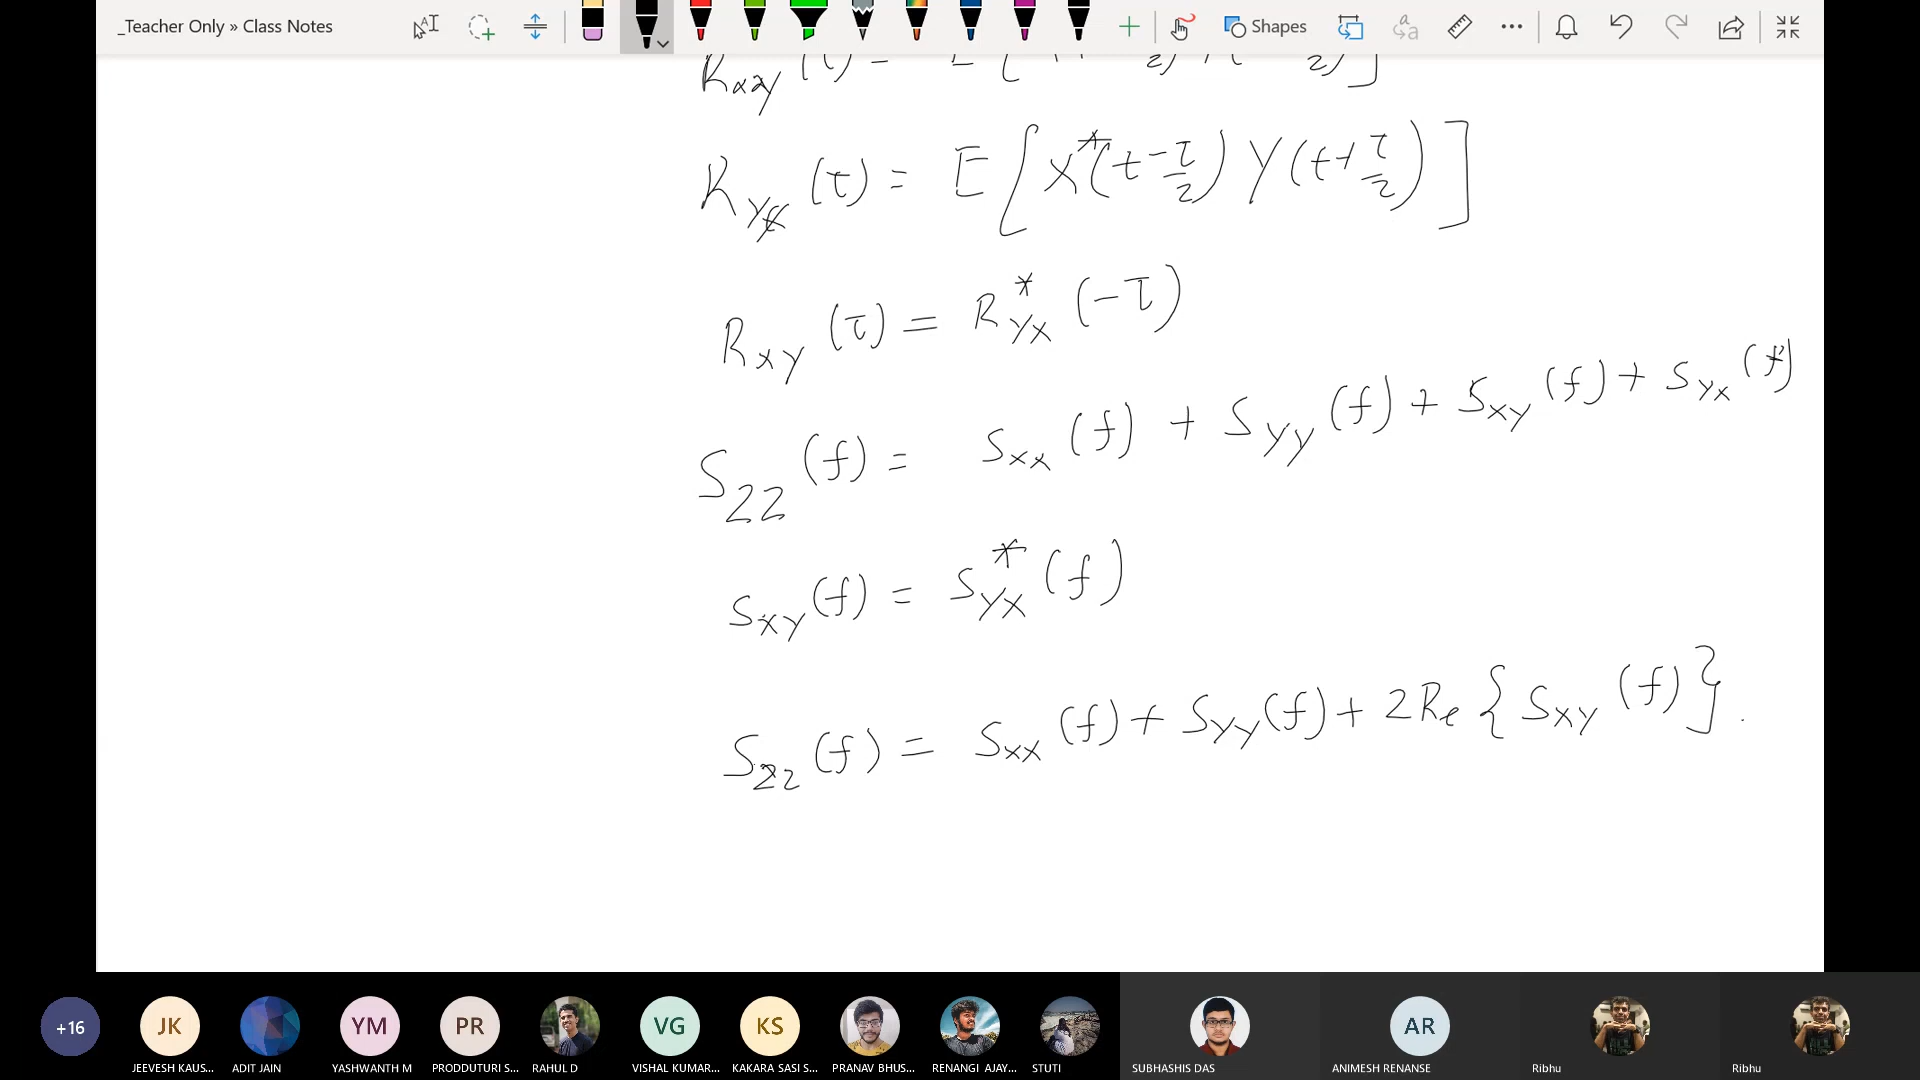 _Teacher Only » Class Notes
Shapes
R_YX (τ) = E [ X*(t - τ/2) Y(t + τ/2) ]
R_XY (τ) = R*_YX (-τ)
S_ZZ (f) = S_XX (f) + S_YY (f) + S_XY (f) + S_YX (f)
S_XY (f) = S*_YX (f)
S_ZZ (f) = S_XX (f) + S_YY (f) + 2Re { S_XY (f) }.
+16
JK
YM
PR
VG
KS
AR
JEEVESH KAUS...
ADIT JAIN
YASHWANTH M
PRODDUTURI S...
RAHUL D
VISHAL KUMAR...
KAKARA SASI S...
PRANAV BHUS...
RENANGI AJAY...
STUTI
SUBHASHIS DAS
ANIMESH RENANSE
Ribhu
Ribhu